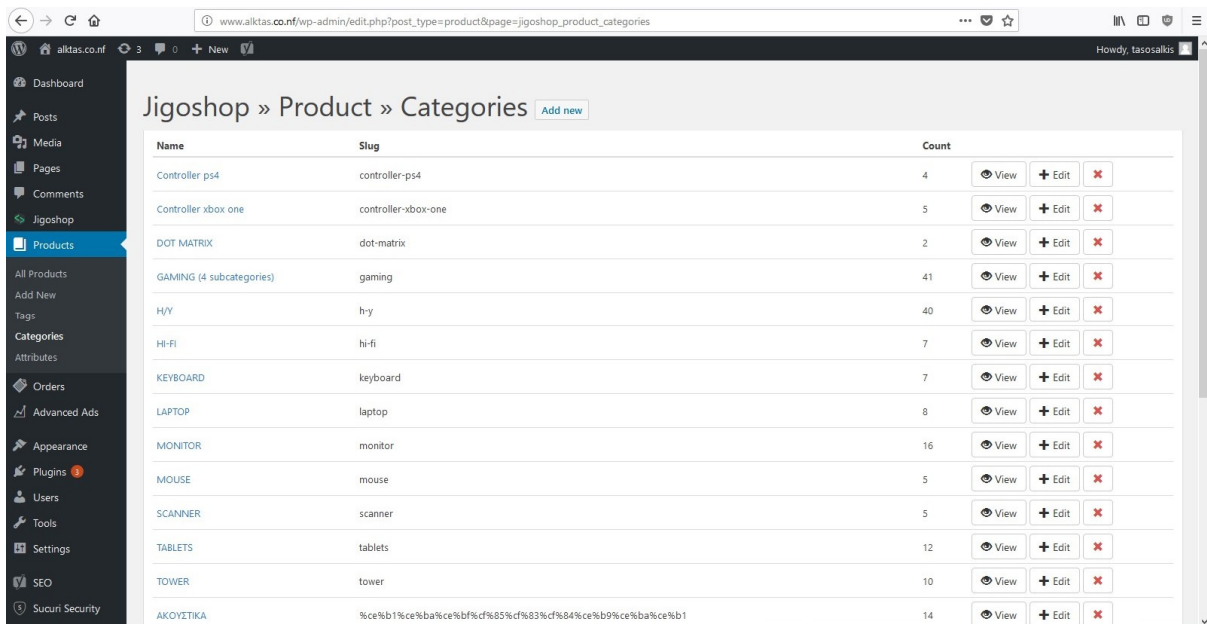 www.alktas.co.nf/wp-admin/edit.php?post_type=product&page=jigoshop_product_categories
alktas.co.nf 3 0 + New
Howdy, tasosalkis
Dashboard
Posts
Media
Pages
Comments
Jigoshop
Products
All Products
Add New
Tags
Categories
Attributes
Orders
Advanced Ads
Appearance
Plugins 3
Users
Tools
Settings
SEO
Sucuri Security
Jigoshop » Product » Categories Add new
Name Slug Count
Controller ps4 controller-ps4 4 View Edit
Controller xbox one controller-xbox-one 5 View Edit
DOT MATRIX dot-matrix 2 View Edit
GAMING (4 subcategories) gaming 41 View Edit
H/Y h-y 40 View Edit
HI-FI hi-fi 7 View Edit
KEYBOARD keyboard 7 View Edit
LAPTOP laptop 8 View Edit
MONITOR monitor 16 View Edit
MOUSE mouse 5 View Edit
SCANNER scanner 5 View Edit
TABLETS tablets 12 View Edit
TOWER tower 10 View Edit
ΑΚΟΥΣΤΙΚΑ %ce%b1%ce%ba%ce%bf%cf%85%cf%83%cf%84%ce%b9%ce%ba%ce%b1 14 View Edit